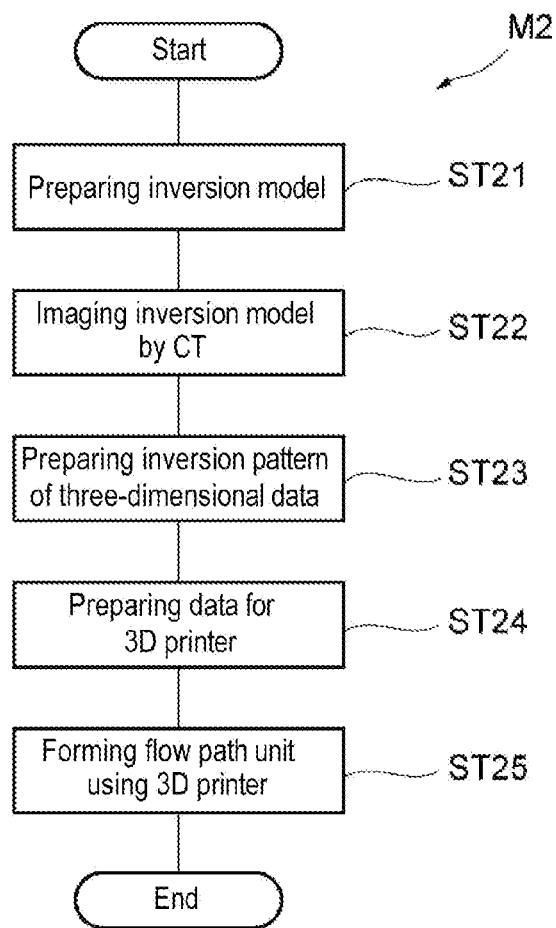 M2
Start
Preparing inversion model
ST21
Imaging inversion model
by CT
ST22
Preparing inversion pattern
of three-dimensional data
ST23
Preparing data for
3D printer
ST24
Forming flow path unit
using 3D printer
ST25
End